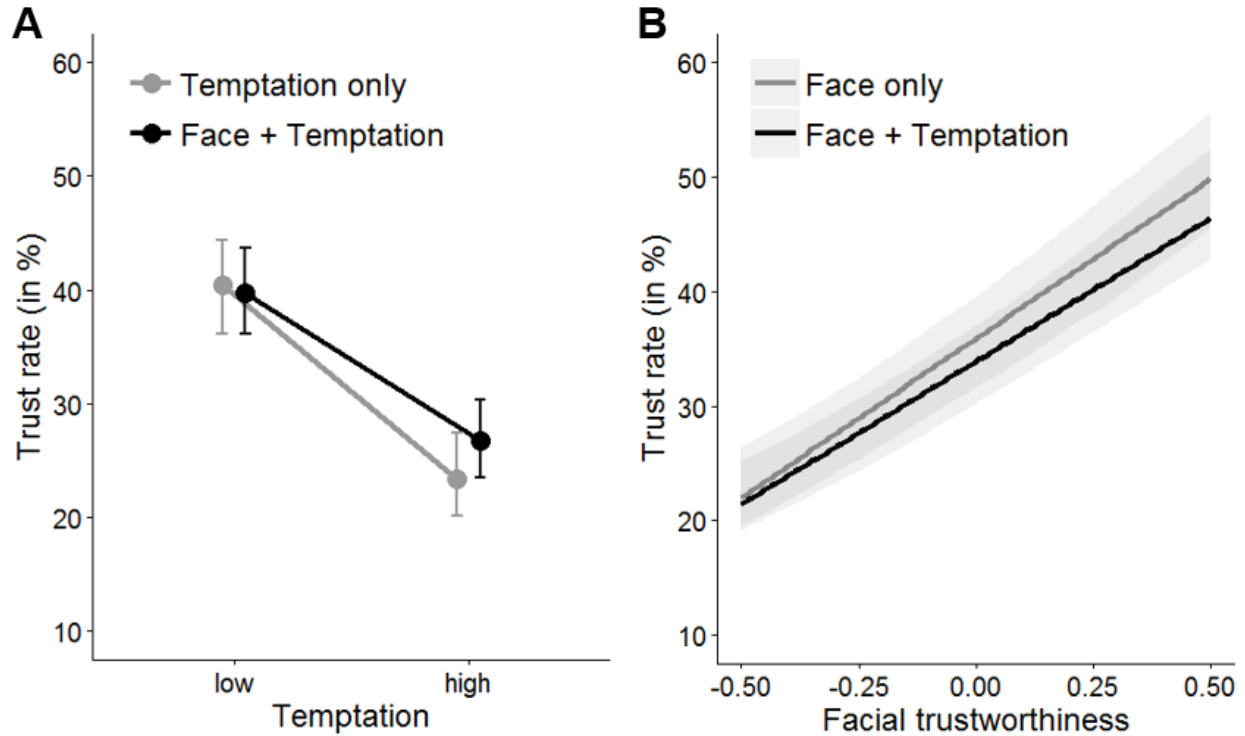 A
Trust rate (in %)
60
50
40
30
20
10
Temptation only
Face + Temptation
low high
Temptation
B
Trust rate (in %)
60
50
40
30
20
10
Face only
Face + Temptation
-0.50 -0.25 0.00 0.25 0.50
Facial trustworthiness